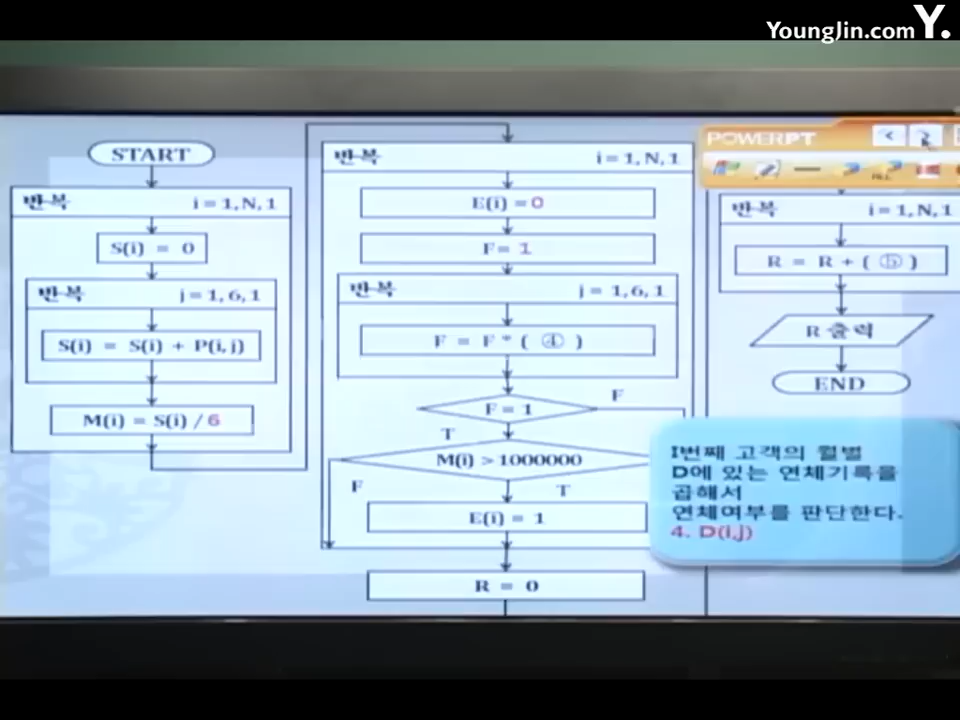 YoungJin.com Y.
START
반복 i = 1, N, 1
S(i) = 0
반복 j = 1, 6, 1
S(i) = S(i) + P(i, j)
M(i) = S(i) / 6
반복 i = 1, N, 1
E(i) = 0
F = 1
반복 j = 1, 6, 1
F = F * ( ④ )
F = 1
F
T
M(i) > 1000000
F
T
E(i) = 1
R = 0
POWERPT
반복 i = 1, N, 1
R = R + ( ⑤ )
R 출력
END
I번째 고객의 월별
D에 있는 연체기록을
곱해서
연체여부를 판단한다.
4. D(i,j)